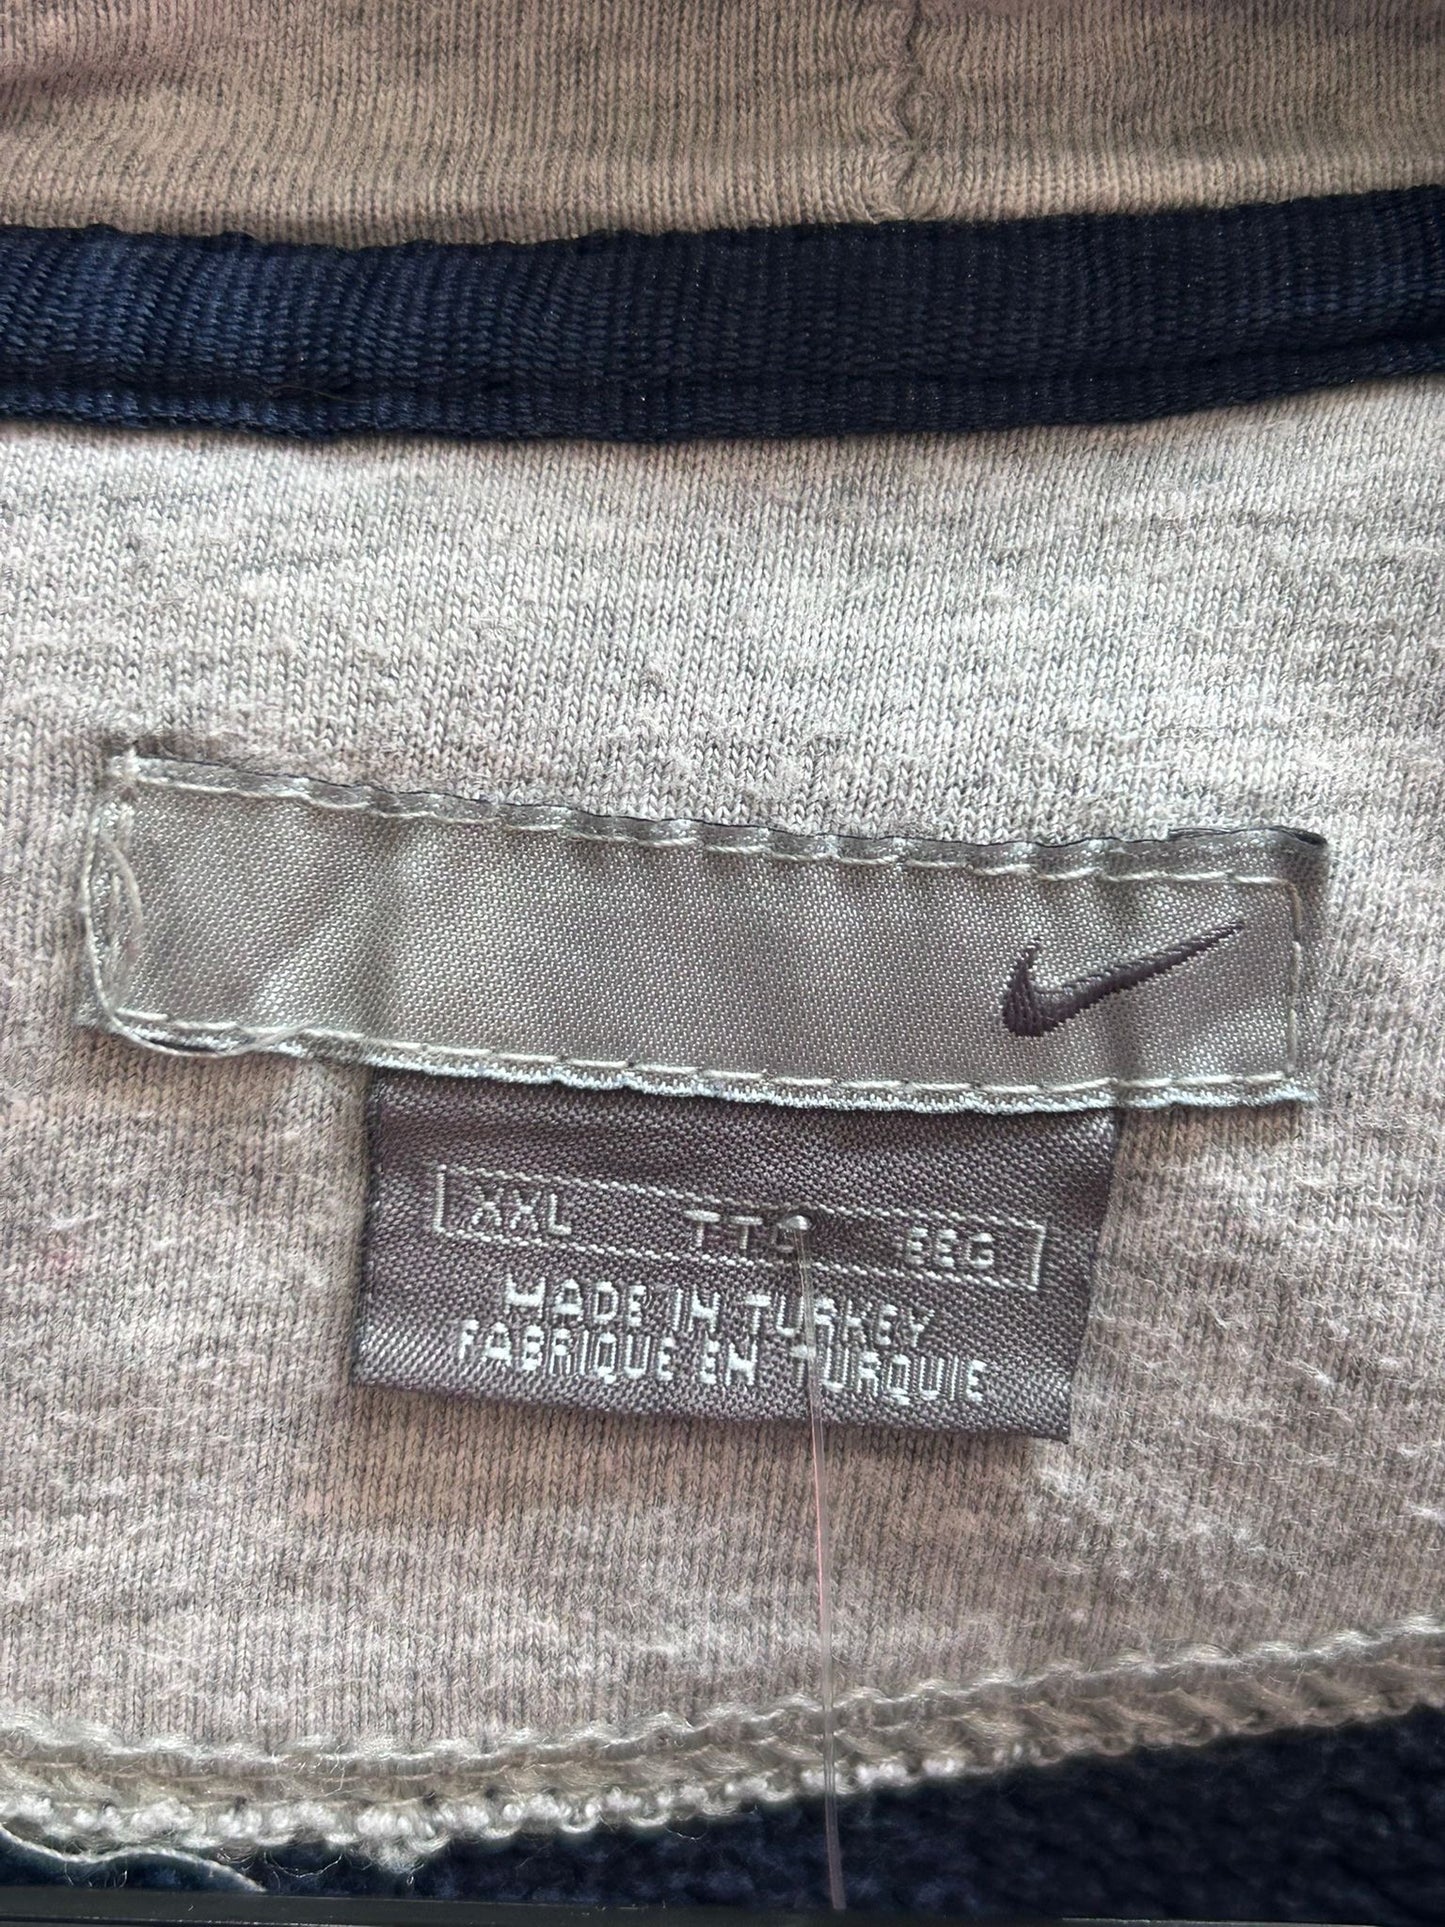 XXL TTG EEG
MADE IN TURKEY
FABRIQUE EN TURQUIE